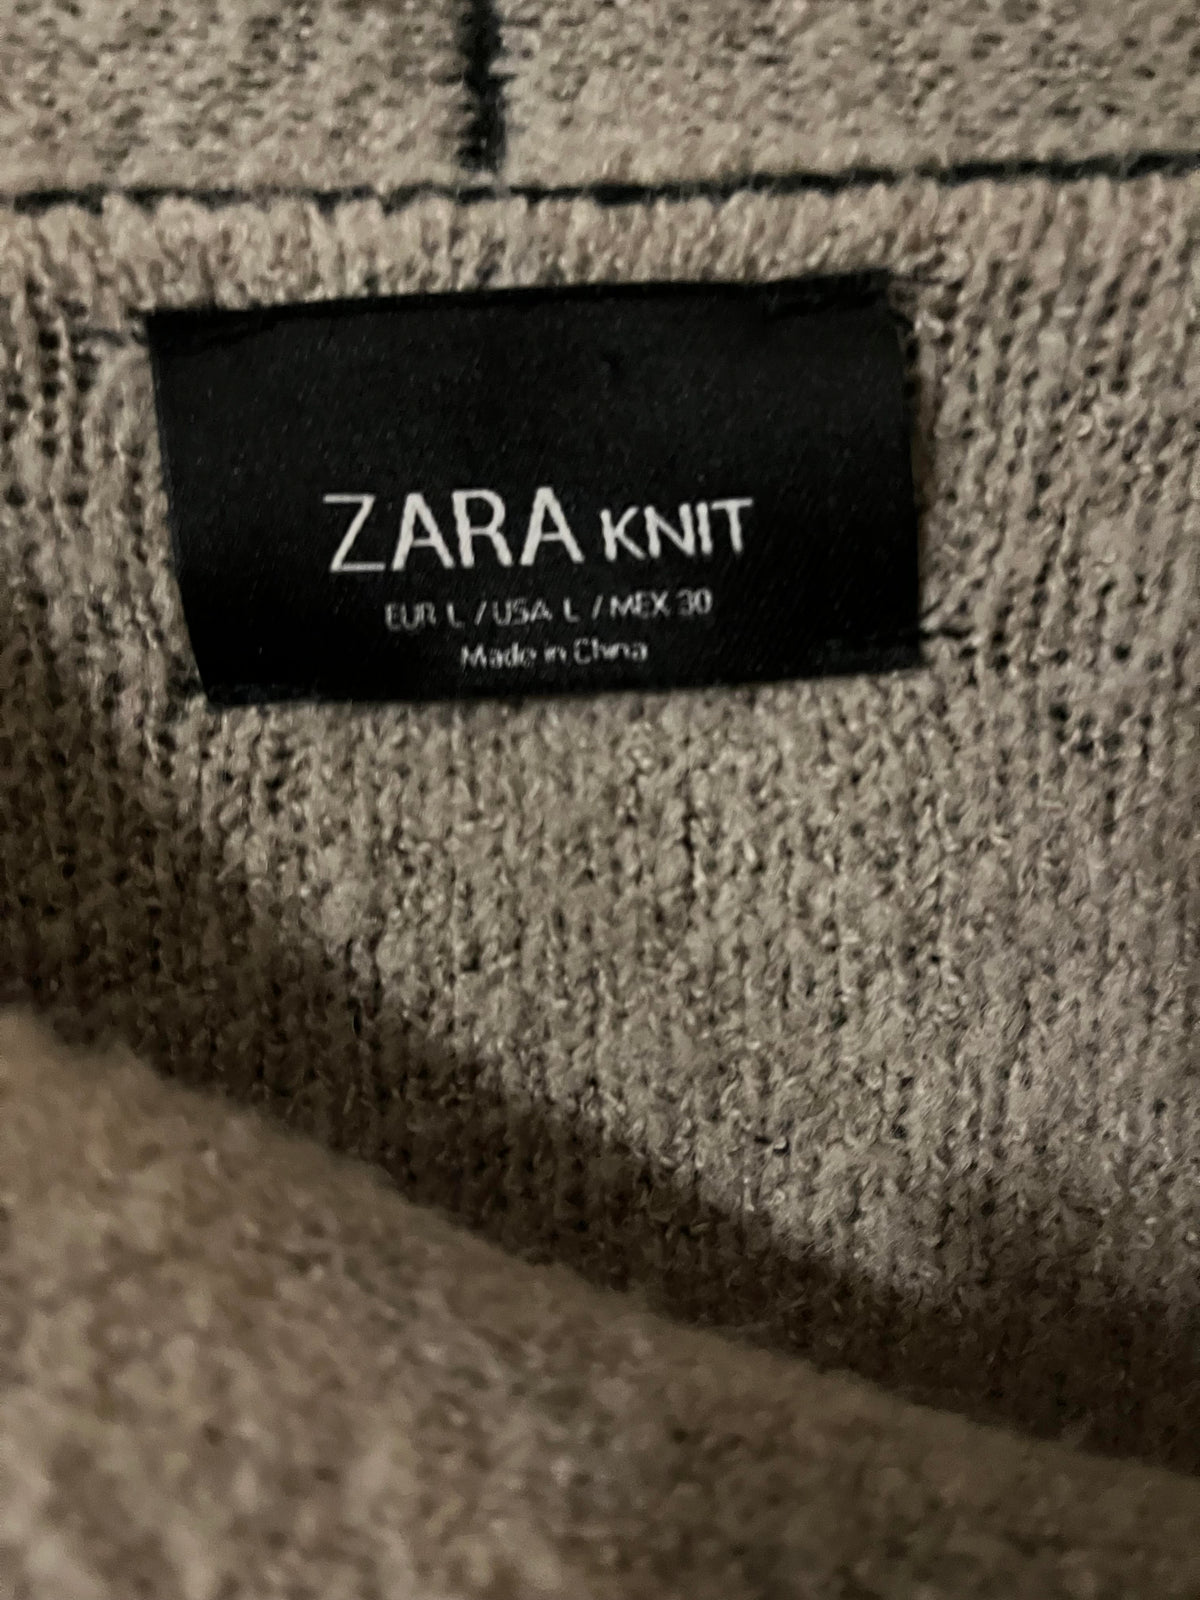 ZARA KNIT
EUR L / USA L / MEX 30
Made in China